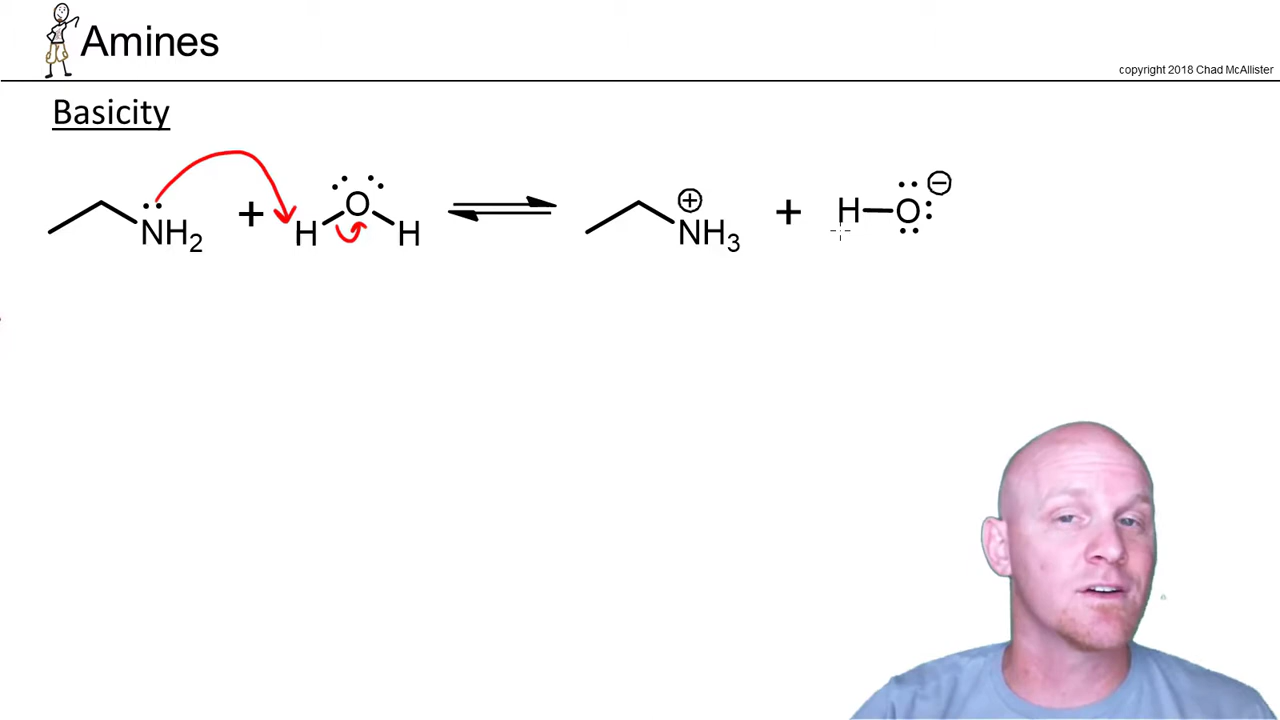 Amines
copyright 2018 Chad McAllister
Basicity
NH2 + H O H ⇌ NH3 ⊕ + H–O ⊖